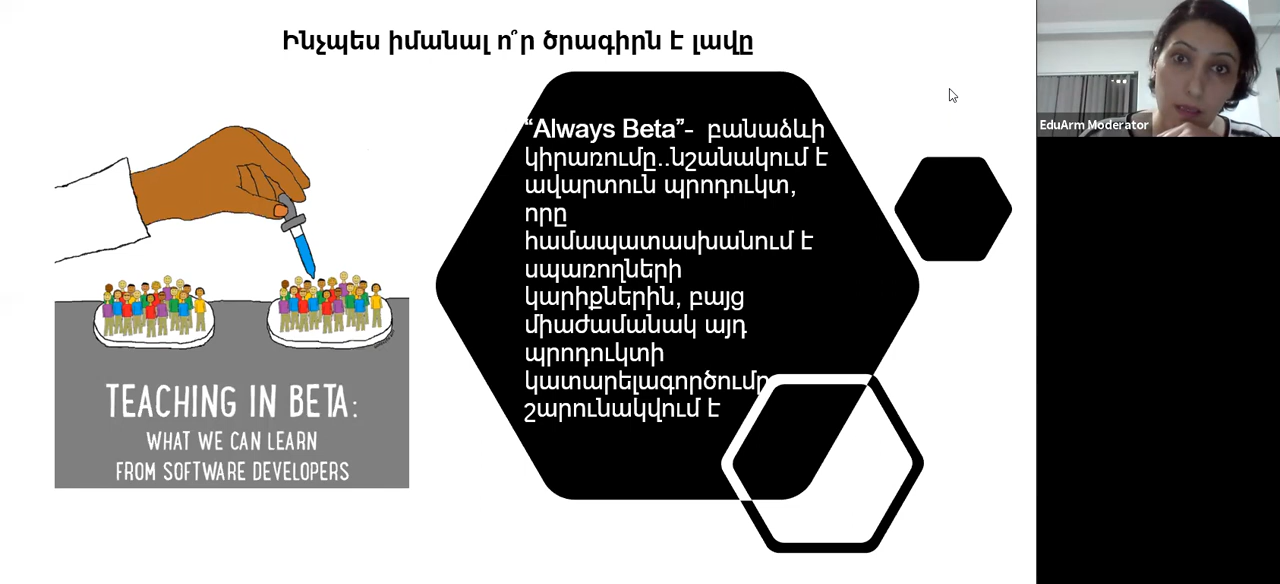 Ինչպես իմանալ ո՞ր ծրագիրն է լավը
“Always Beta”- բանաձևի
կիրառումը..նշանակում է
ավարտուն պրոդուկտ,
որը
համապատասխանում է
սպառողների
կարիքներին, բայց
միաժամանակ այդ
պրոդուկտի
կատարելագործումը
շարունակվում է
TEACHING IN BETA:
WHAT WE CAN LEARN
FROM SOFTWARE DEVELOPERS
EduArm Moderator